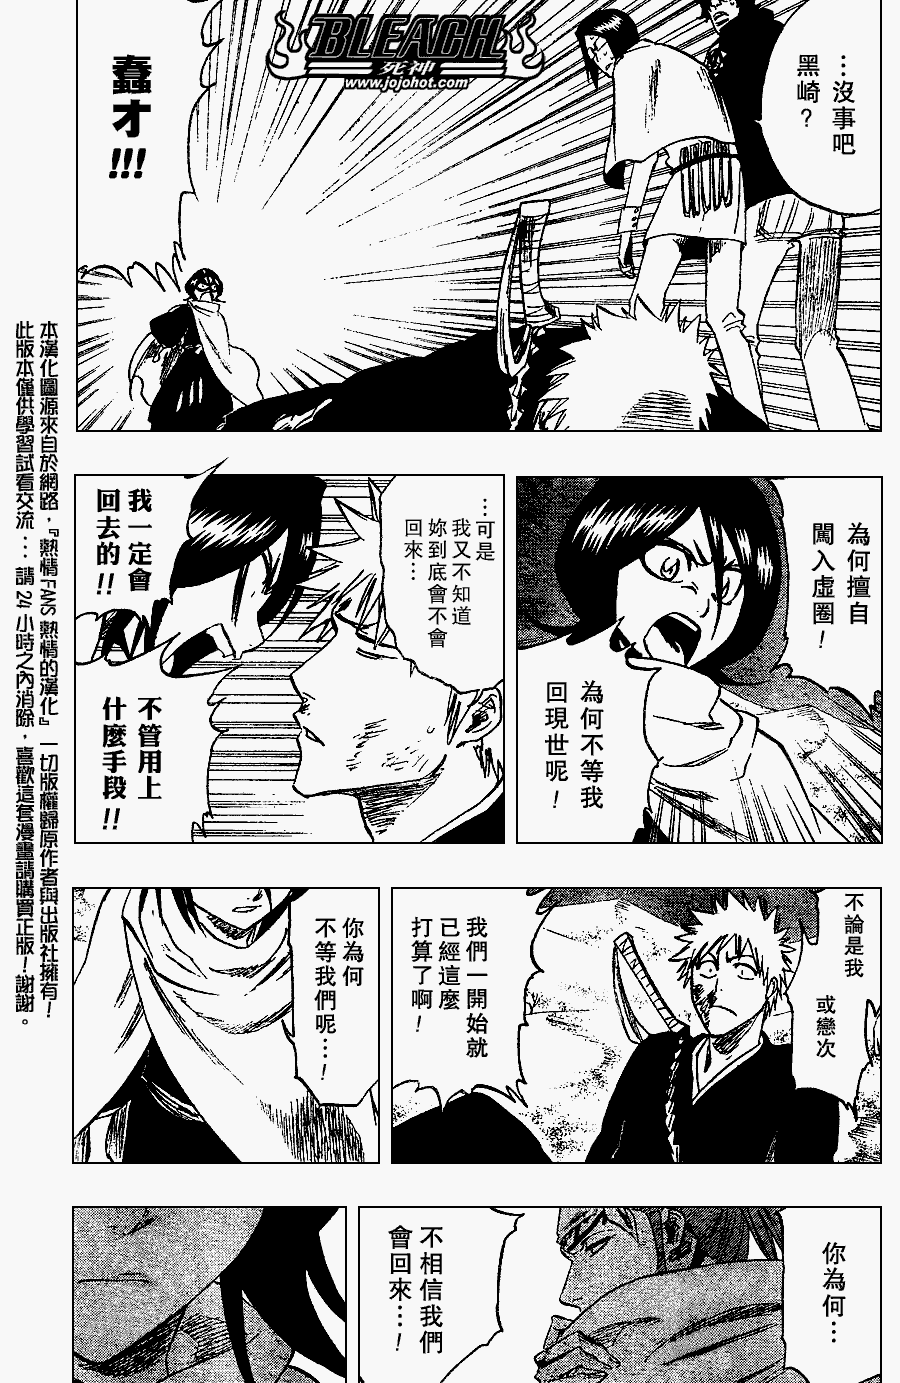 BLEACH
死神
www.jojohot.com
…沒事吧
黑崎？
蠢才!!!
為何擅自
闖入虛圈！
為何不等我
回現世呢！
…可是
我又不知道
妳到底會不會
回來…
我一定會
回去的!!
不管用上
什麼手段!!
不論是我
或戀次
我們一開始就
已經這麼
打算了啊！
你為何
不等我們呢…！
你為何…
不相信我們
會回來…！
本漢化圖源來自於網路，『熱情FANS熱情的漢化』一切版權歸原作者與出版社擁有！
此版本僅供學習試看交流…請24小時之內消除，喜歡這套漫畫請購買正版！謝謝。